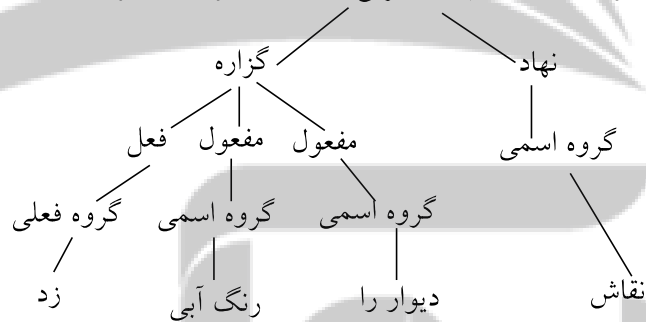 نهاد گزاره
گروه اسمی مفعول مفعول فعل
گروه اسمی گروه اسمی گروه فعلی
نقاش دیوار را رنگ آبی زد